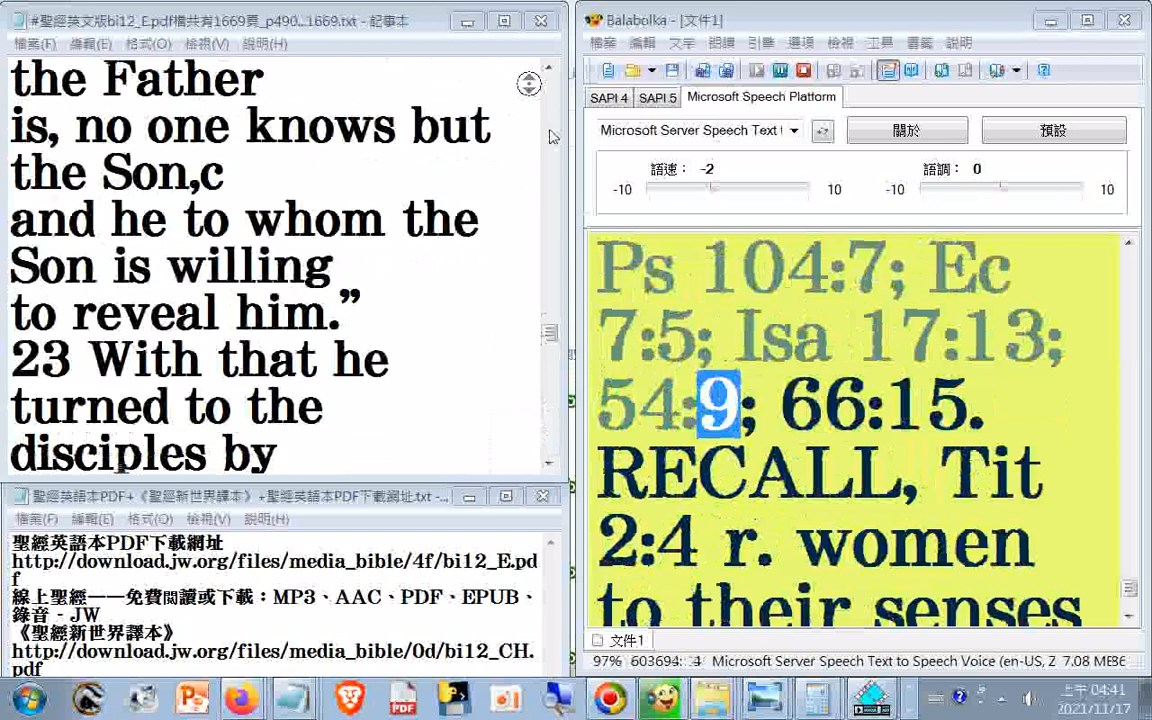 #聖經英文版bi12_E.pdf橫共有1669頁_p490...1669.txt - 記事本
檔案(F) 編輯(E) 格式(O) 檢視(V) 說明(H)
the Father
is, no one knows but
the Son,c
and he to whom the
Son is willing
to reveal him.”
23 With that he
turned to the
disciples by
聖經英語本PDF+《聖經新世界譯本》+聖經英語本PDF下載網址.txt -...
檔案(F) 編輯(E) 格式(O) 檢視(V) 說明(H)
聖經英語本PDF下載網址
http://download.jw.org/files/media_bible/4f/bi12_E.pd
f
線上聖經——免費閱讀或下載：MP3、AAC、PDF、EPUB、
錄音 - JW
《聖經新世界譯本》
http://download.jw.org/files/media_bible/0d/bi12_CH.
pdf
Balabolka - [文件1]
檔案 編輯 文字 朗讀 引擎 選項 檢視 工具 書籤 說明
SAPI 4 SAPI 5 Microsoft Speech Platform
Microsoft Server Speech Text 關於 預設
語速： -2 語調： 0
-10 10 -10 10
Ps 104:7; Ec
7:5; Isa 17:13;
54:9; 66:15.
RECALL, Tit
2:4 r. women
to their senses
文件1
97% 603694: Microsoft Server Speech Text to Speech Voice (en-US, Z 7.08 MB
PDF
上午 04:41
2021/11/17